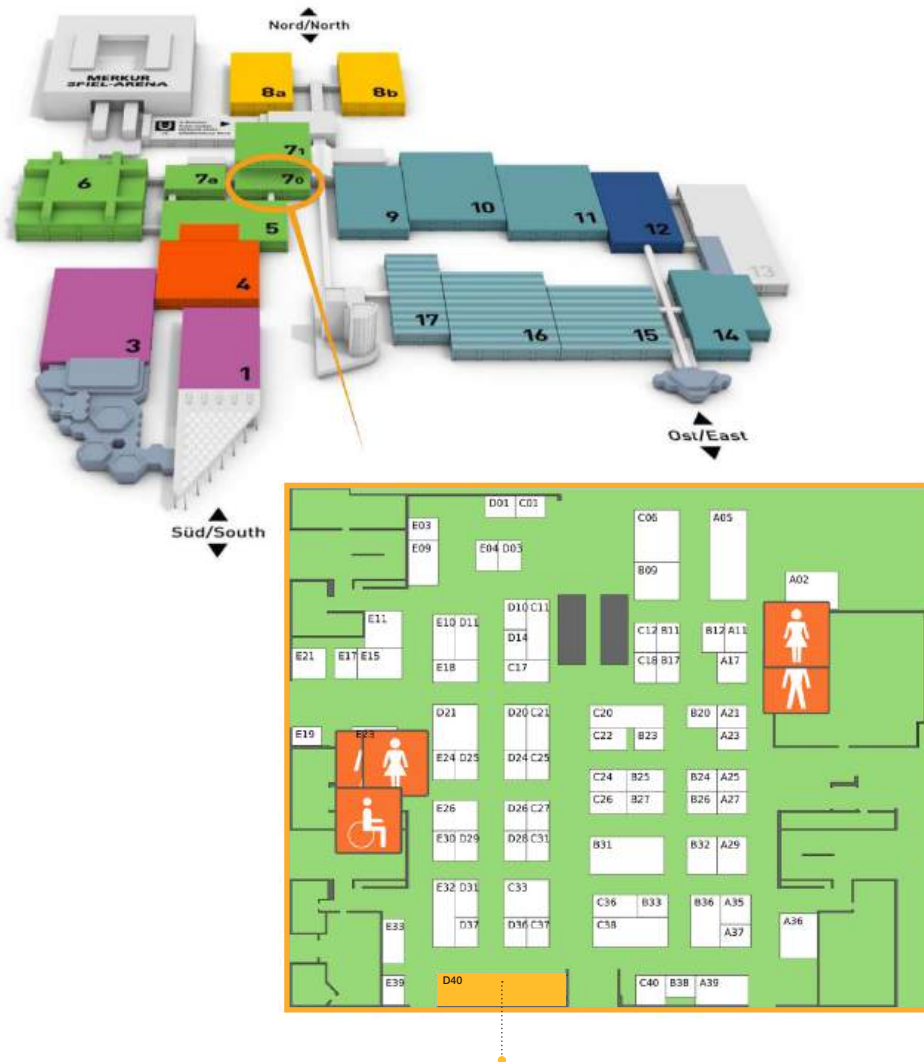 Nord/North
MERKUR
SPIEL-ARENA
8a
8b
U
71
6
7a
70
9
10
11
12
5
13
4
17
16
15
14
3
1
Ost/East
Süd/South
D01 C01
C06
A05
E03
E09
E04 D03
B09
A02
D10 C11
E11
E10 D11
C12 B11
B12 A11
D14
E21
E17 E15
E18
C17
C18 B17
A17
D21
D20 C21
C20
B20 A21
E19
E23
C22
B23
A23
E24 D25
D24 C25
C24 B25
B24 A25
C26 B27
B26 A27
E26
D26 C27
E30 D29
D28 C31
B31
B32 A29
E32 D31
C33
C36 B33
B36 A35
E33
D37
D36 C37
C38
A37
A36
E39
D40
C40 B38 A39